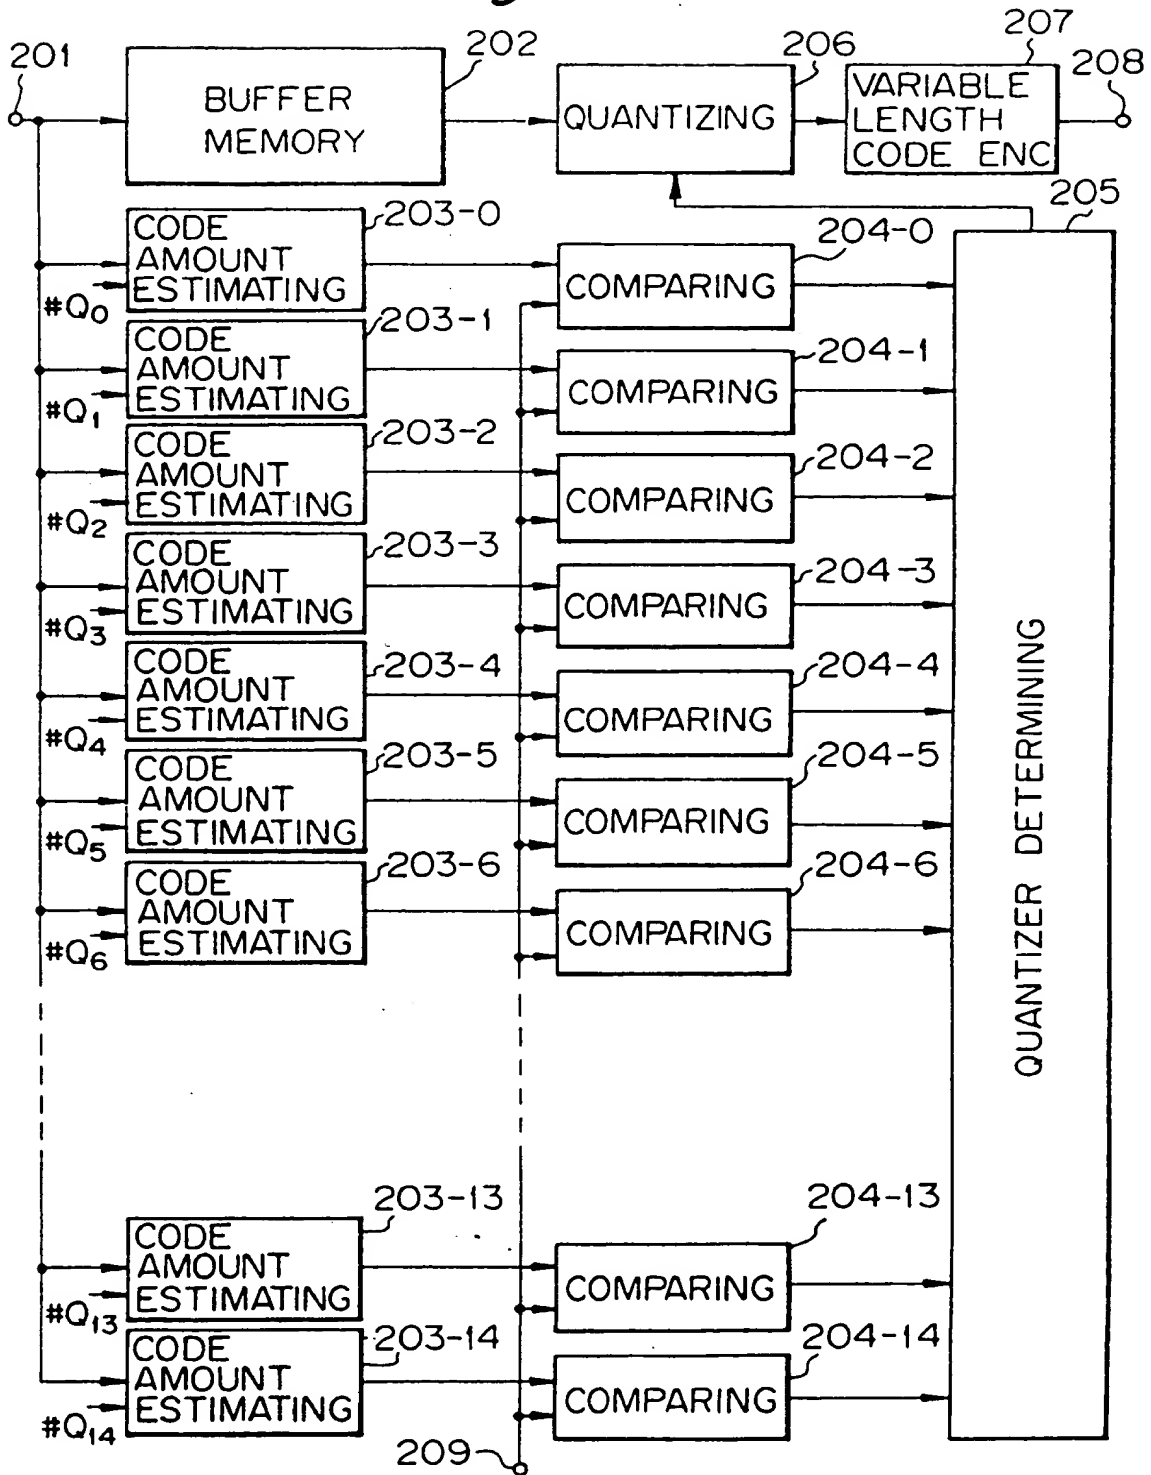 201
202
206
207
208
BUFFER
MEMORY
QUANTIZING
VARIABLE
LENGTH
CODE ENC
205
CODE
AMOUNT
ESTIMATING
203-0
#Q0
204-0
COMPARING
CODE
AMOUNT
ESTIMATING
203-1
#Q1
204-1
COMPARING
CODE
AMOUNT
ESTIMATING
203-2
#Q2
204-2
COMPARING
CODE
AMOUNT
ESTIMATING
203-3
#Q3
204-3
COMPARING
CODE
AMOUNT
ESTIMATING
203-4
#Q4
204-4
COMPARING
CODE
AMOUNT
ESTIMATING
203-5
#Q5
204-5
COMPARING
CODE
AMOUNT
ESTIMATING
203-6
#Q6
204-6
COMPARING
QUANTIZER DETERMINING
CODE
AMOUNT
ESTIMATING
203-13
#Q13
204-13
COMPARING
CODE
AMOUNT
ESTIMATING
203-14
#Q14
204-14
COMPARING
209